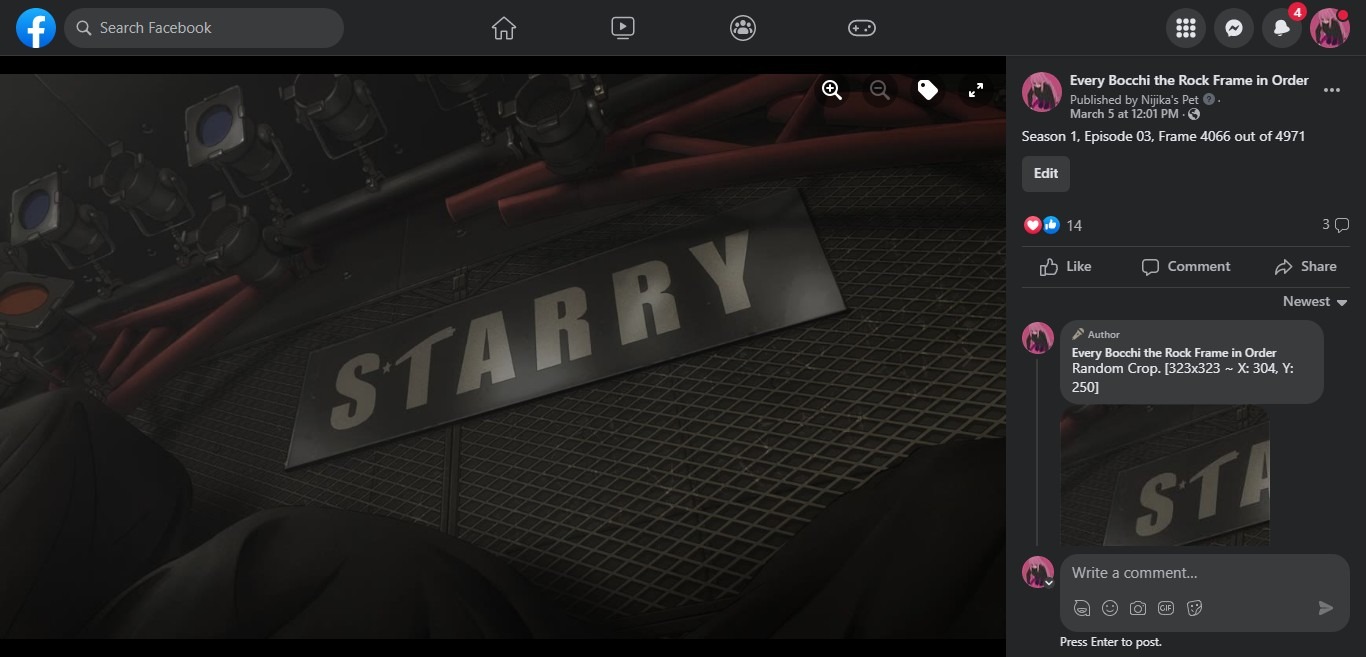 Search Facebook
4
STARRY
Every Bocchi the Rock Frame in Order
Published by Nijika's Pet ? ·
March 5 at 12:01 PM ·
Season 1, Episode 03, Frame 4066 out of 4971
Edit
14
3
Like
Comment
Share
Newest
Author
Every Bocchi the Rock Frame in Order
Random Crop. [323x323 ~ X: 304, Y:
250]
STA
Write a comment...
GIF
Press Enter to post.